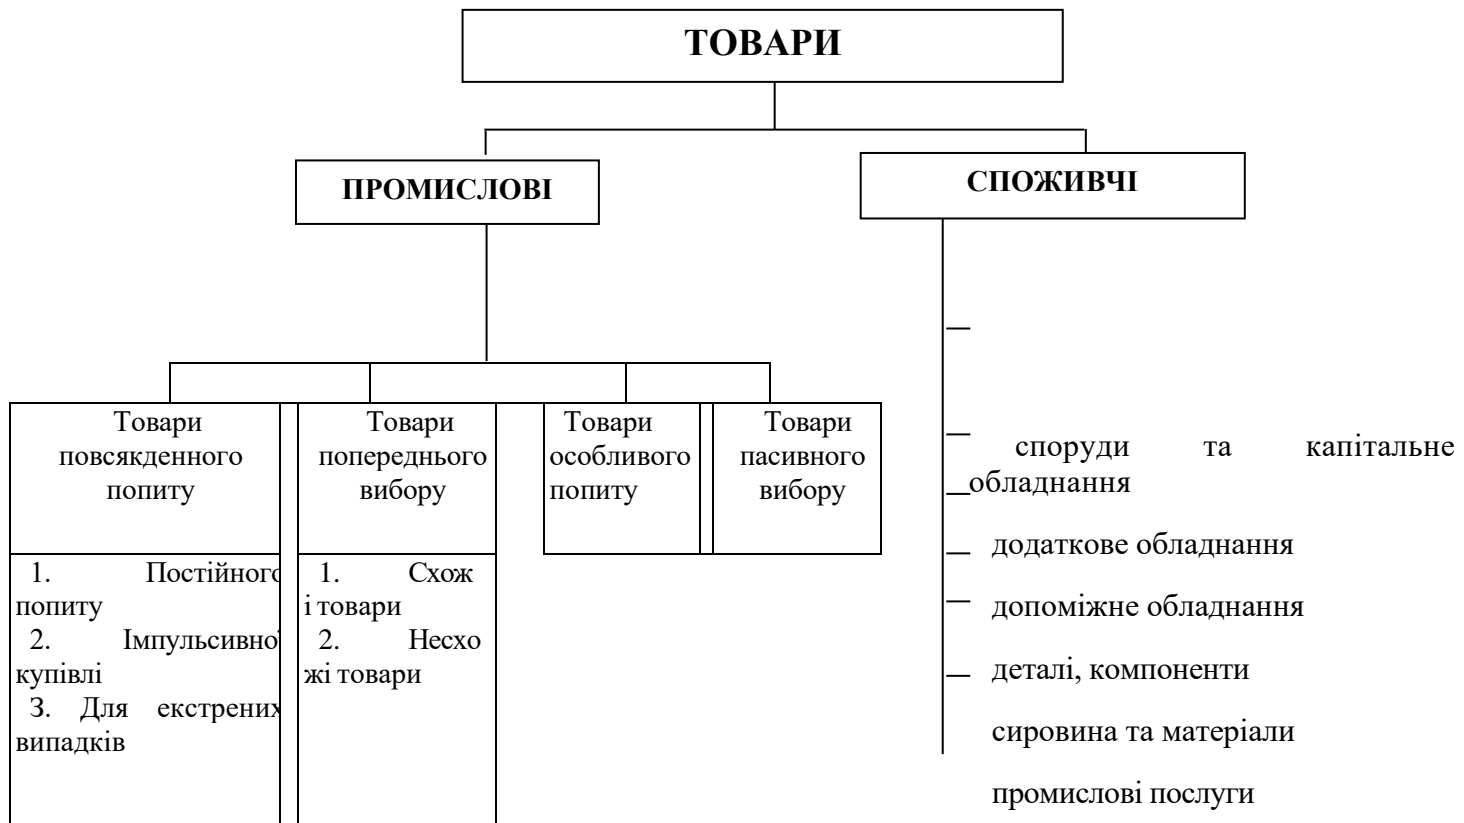 ТОВАРИ
ПРОМИСЛОВІ
СПОЖИВЧІ
Товари
повсякденного
попиту
Товари
попереднього
вибору
Товари
особливого
попиту
Товари
пасивного
вибору
1. Постійного
попиту
2. Імпульсивної
купівлі
3. Для екстрених
випадків
1. Схож
і товари
2. Несхо
жі товари
споруди та капітальне
обладнання
додаткове обладнання
допоміжне обладнання
деталі, компоненти
сировина та матеріали
промислові послуги